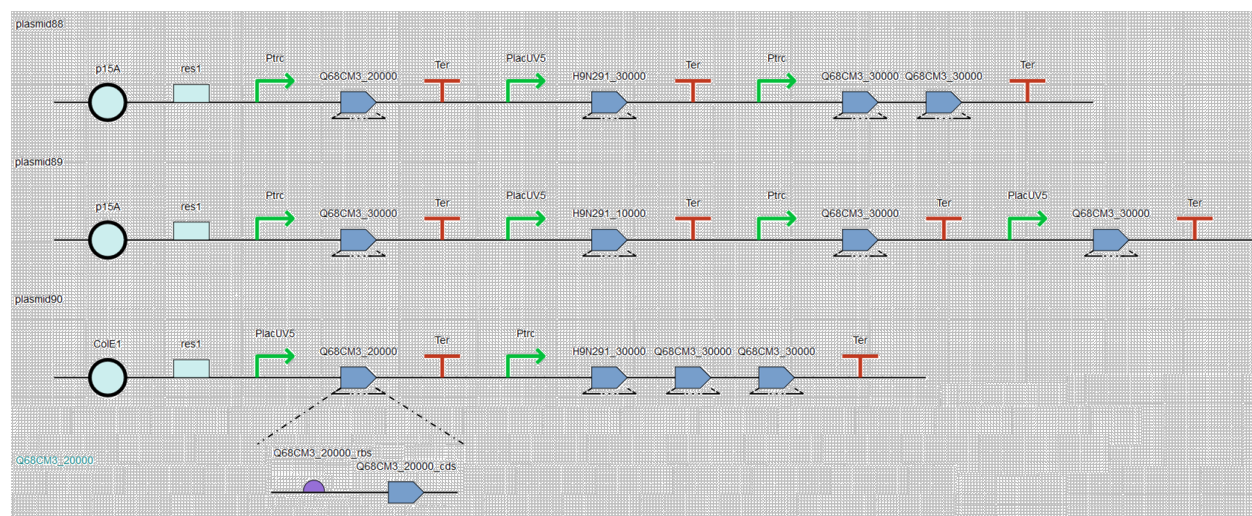 plasmid88
p15A res1 Ptrc Q68CM3_20000 Ter PlacUV5 H9N291_30000 Ter Ptrc Q68CM3_30000 Q68CM3_30000 Ter
plasmid89
p15A res1 Ptrc Q68CM3_30000 Ter PlacUV5 H9N291_10000 Ter Ptrc Q68CM3_30000 Ter PlacUV5 Q68CM3_30000 Ter
plasmid90
ColE1 res1 PlacUV5 Q68CM3_20000 Ter Ptrc H9N291_30000 Q68CM3_30000 Q68CM3_30000 Ter
Q68CM3_20000
Q68CM3_20000_rbs
Q68CM3_20000_cds